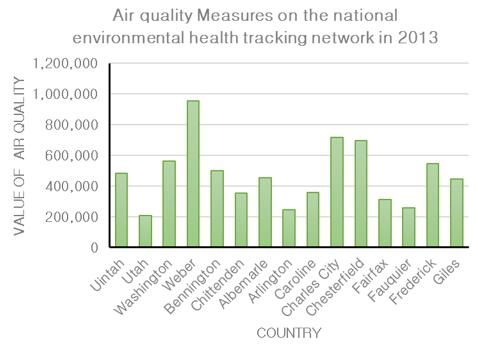 Air quality Measures on the national
environmental health tracking network in 2013
VALUE OF AIR QUALITY
1,200,000
1,000,000
800,000
600,000
400,000
200,000
0
Uintah
Utah
Washington
Weber
Bennington
Chittenden
Albemarle
Arlington
Caroline
Charles City
Chesterfield
Fairfax
Fauquier
Frederick
Giles
COUNTRY